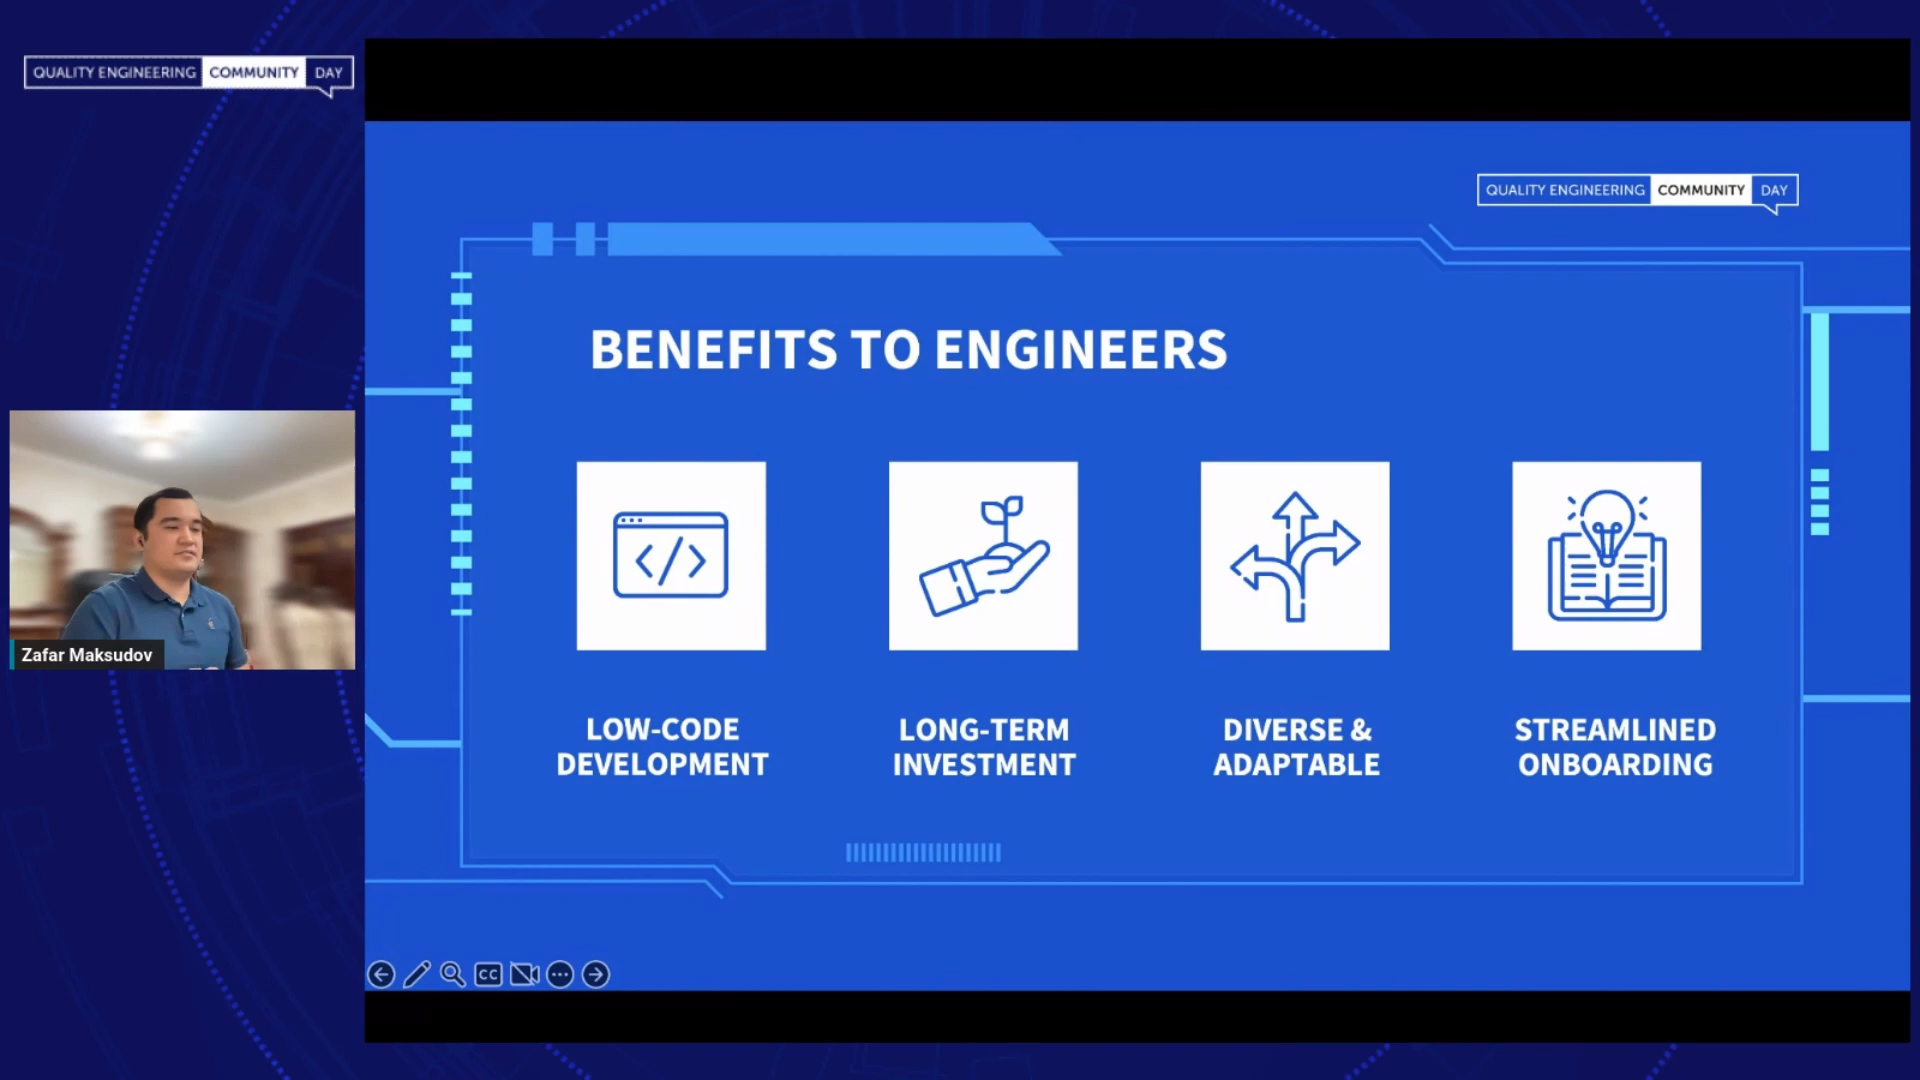 QUALITY ENGINEERING COMMUNITY DAY
QUALITY ENGINEERING COMMUNITY DAY
BENEFITS TO ENGINEERS
</>
LOW-CODE
DEVELOPMENT
LONG-TERM
INVESTMENT
DIVERSE &
ADAPTABLE
STREAMLINED
ONBOARDING
Zafar Maksudov
CC